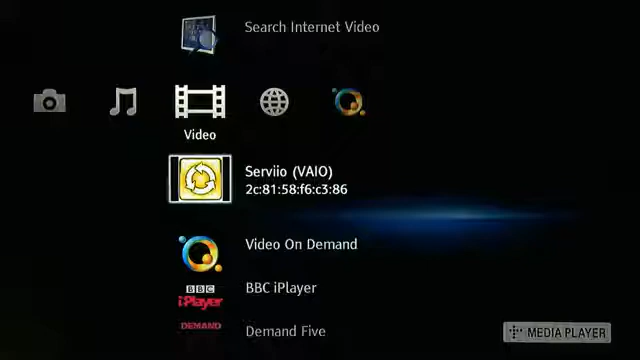 Search Internet Video
Video
Serviio (VAIO)
2c:81:58:f6:c3:86
Video On Demand
BBC
iPlayer
BBC iPlayer
DEMAND
Demand Five
MEDIA PLAYER